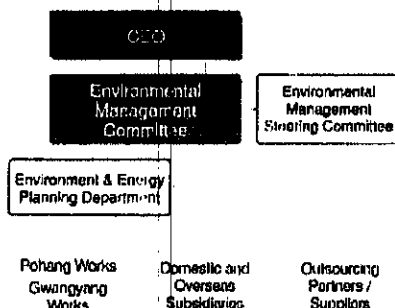 CEO
Environmental
Management
Committee
Environmental
Management
Steering Committee
Environment & Energy
Planning Department
Pohang Works
Gwangyang
Works
Domestic and
Overseas
Subsidiaries
Outsourcing
Partners /
Suppliers